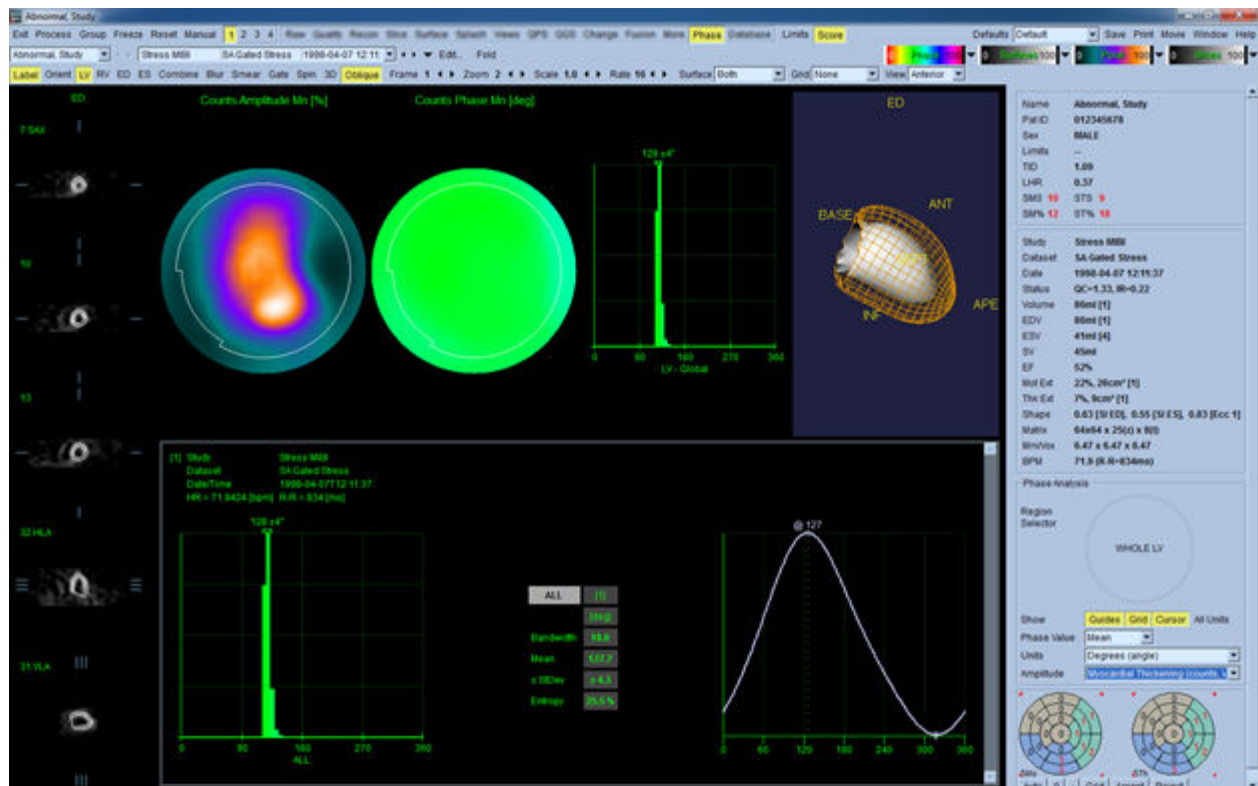 Abnormal, Study
Exit Process Group Freeze Reset Manual 1 2 3 4 Raw Quality Recon Slice Surface Splash Views QPS QGS Change Fusion More Phase Database Limits Score Defaults Default Save Print Movie Window Help
Abnormal, Study Stress MIBI SA Gated Stress 1998-04-07 12:11 Edit... Fold
Label Orient LV RV ED ES Combine Blur Smear Gate Spin 3D Oblique Frame 1 Zoom 2 Scale 1.0 Rate 16 Surface Both Grid None View Anterior
ED
7 SAX
10
13
32 HLA
31 VLA
Counts Amplitude Mn [%]
Counts Phase Mn [deg]
128 ±4°
0 90 180 270 360
LV - Global
ED
BASE
ANT
INF
APE
Name Abnormal, Study
Pat ID 012345678
Sex MALE
Limits --
TID 1.09
LHR 0.37
SMS 10 STS 9
SM% 12 ST% 18
Study Stress MIBI
Dataset SA Gated Stress
Date 1998-04-07 12:11:37
Status QC=1.33, IR=0.22
Volume 86ml [1]
EDV 86ml [1]
ESV 41ml [4]
SV 45ml
EF 52%
Mot Ext 22%, 26cm² [1]
Thk Ext 7%, 9cm² [1]
Shape 0.63 [SI ED], 0.55 [SI ES], 0.83 [Ecc 1]
Matrix 64x64 x 25(z) x 8(t)
Mm/Vox 6.47 x 6.47 x 6.47
BPM 71.9 (R-R=834ms)
Phase Analysis
Region
Selector
WHOLE LV
Show Guides Grid Cursor All Units
Phase Value Mean
Units Degrees (angle)
Amplitude Myocardial Thickening (counts,
[1] Study Stress MIBI
Dataset SA Gated Stress
Date/Time 1998-04-07T12:11:37
HR = 71.9424 [bpm] R-R = 834 [ms]
128 ±4°
0 90 180 270 360
ALL
ALL [1]
[deg]
Bandwidth 18.0
Mean 127.7
± StDev ± 4.5
Entropy 25.5 %
@ 127
0 60 120 180 240 300 360